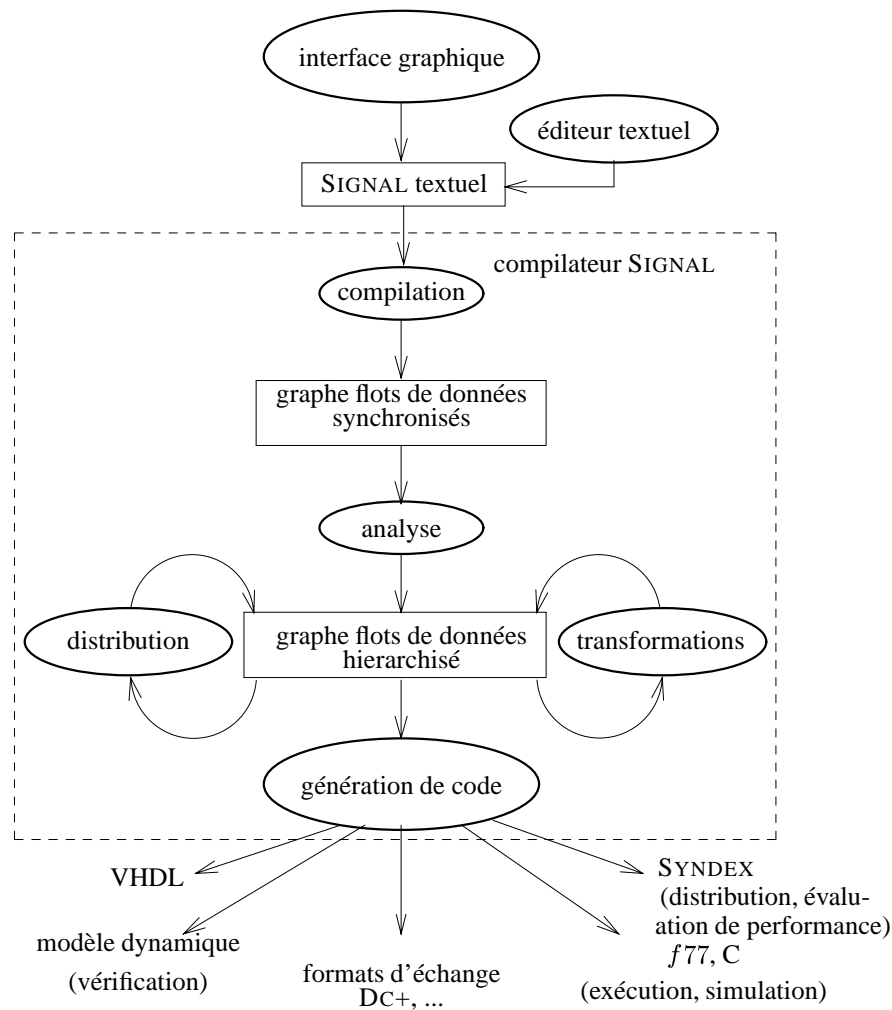 interface graphique
éditeur textuel
SIGNAL textuel
compilateur SIGNAL
compilation
graphe flots de données
synchronisés
analyse
distribution
graphe flots de données
hierarchisé
transformations
génération de code
VHDL
SYNDEX
(distribution, évalu-
ation de performance)
modèle dynamique
(vérification)
formats d'échange
DC+, ...
f77, C
(exécution, simulation)